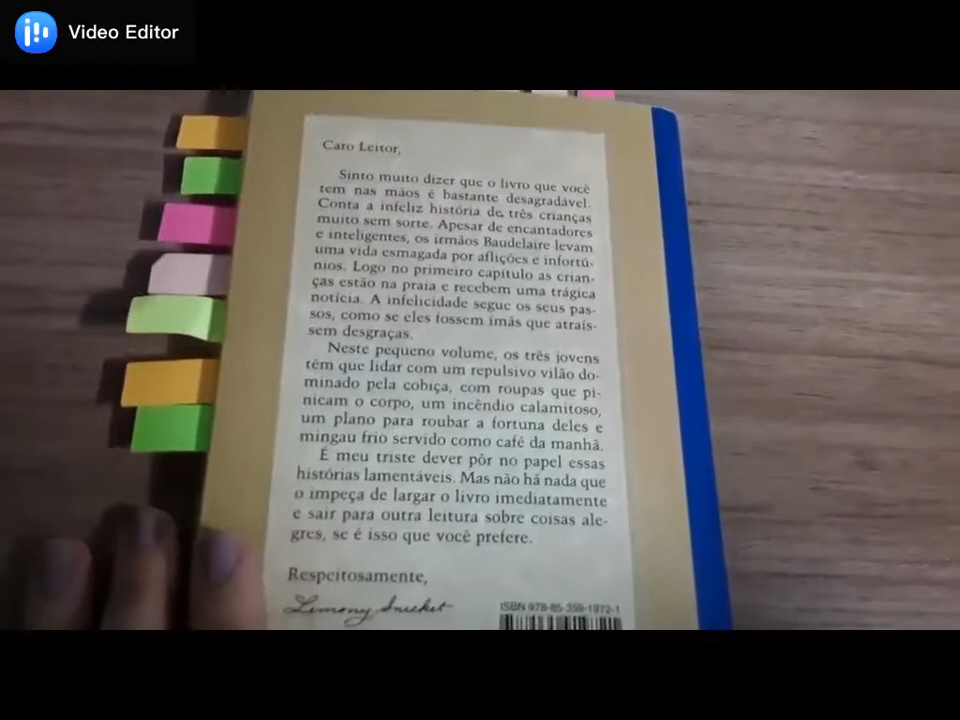 Video Editor
Caro Leitor,
Sinto muito dizer que o livro que você
tem nas mãos é bastante desagradável.
Conta a infeliz história de três crianças
muito sem sorte. Apesar de encantadores
e inteligentes, os irmãos Baudelaire levam
uma vida esmagada por aflições e infortú-
nios. Logo no primeiro capítulo as crian-
ças estão na praia e recebem uma trágica
notícia. A infelicidade segue os seus pas-
sos, como se eles fossem ímãs que atraís-
sem desgraças.
Neste pequeno volume, os três jovens
têm que lidar com um repulsivo vilão do-
minado pela cobiça, com roupas que pi-
nicam o corpo, um incêndio calamitoso,
um plano para roubar a fortuna deles e
mingau frio servido como café da manhã.
É meu triste dever pôr no papel essas
histórias lamentáveis. Mas não há nada que
o impeça de largar o livro imediatamente
e sair para outra leitura sobre coisas ale-
gres, se é isso que você prefere.
Respeitosamente,
Lemony Snicket
ISBN 978-85-359-1972-1